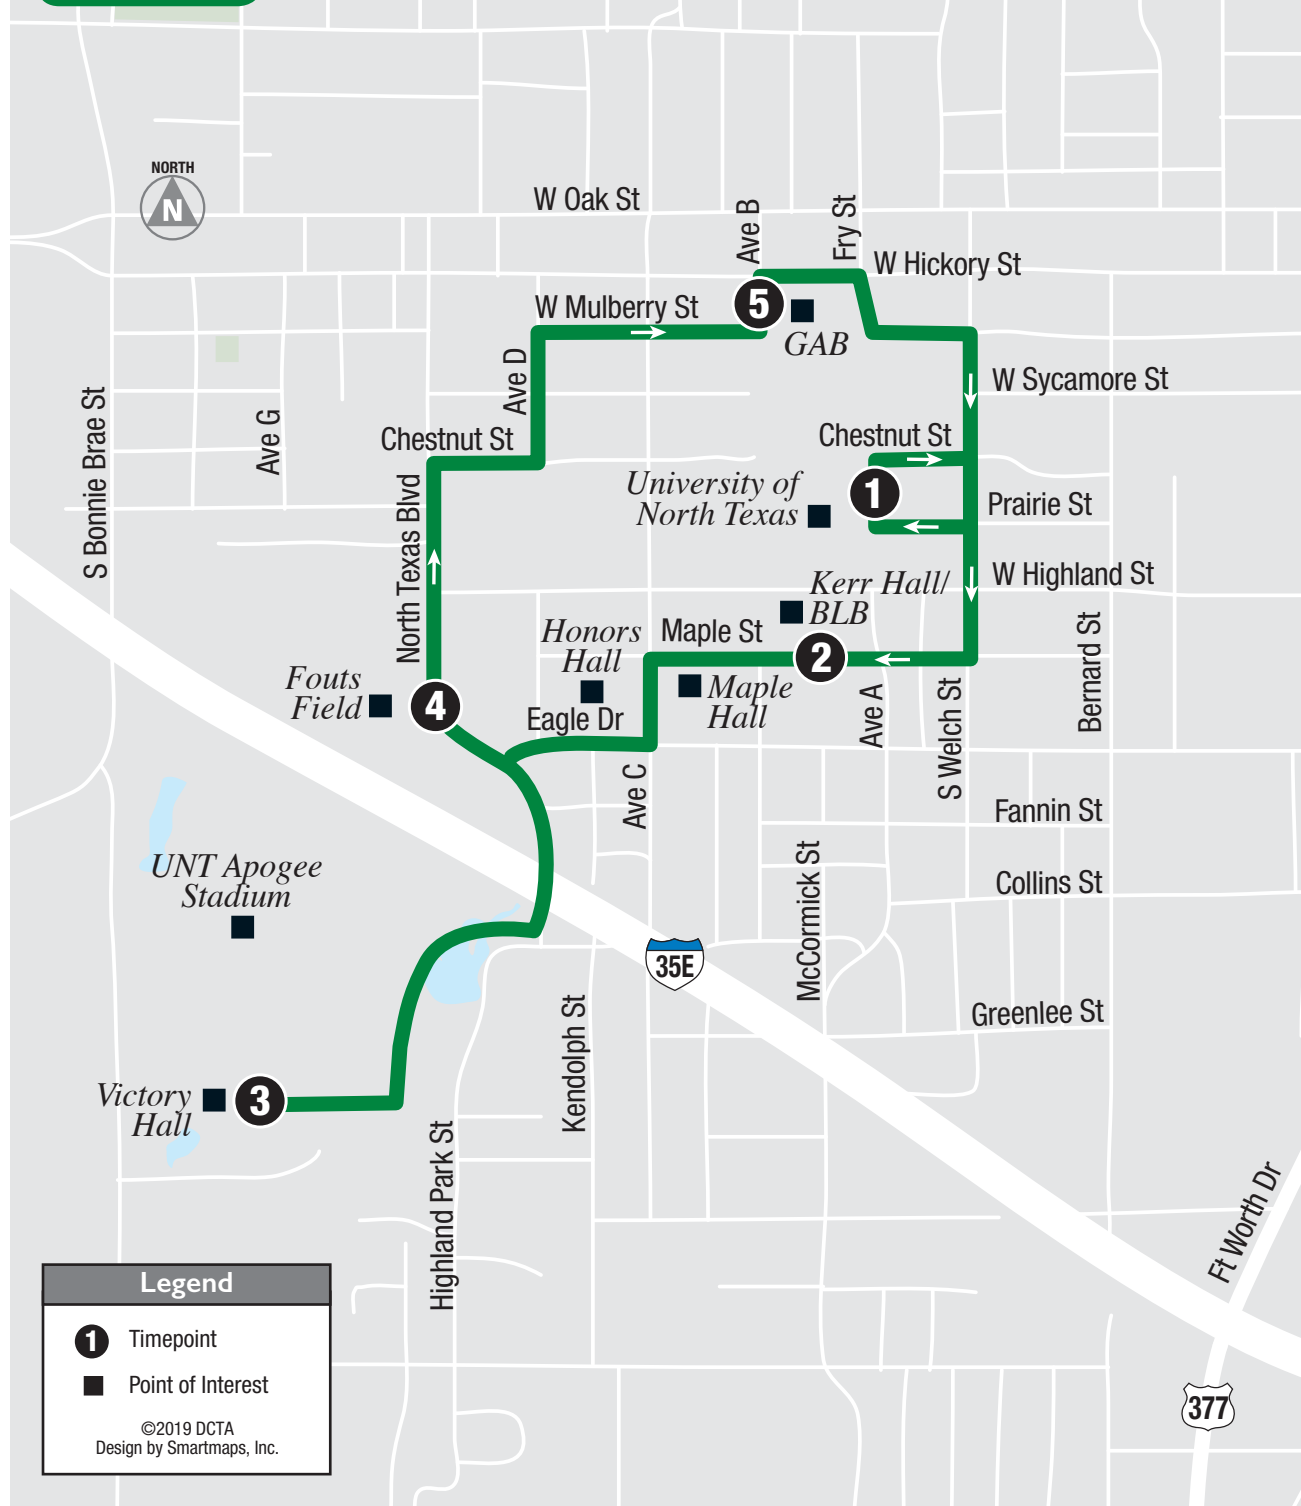 NORTH
N
W Oak St
Ave B
Fry St
W Hickory St
5
W Mulberry St
GAB
Ave D
W Sycamore St
S Bonnie Brae St
Ave G
Chestnut St
Chestnut St
North Texas Blvd
University of
North Texas
1
Prairie St
W Highland St
Kerr Hall/
BLB
Honors
Hall
Maple St
2
Bernard St
Fouts
Field
4
Maple
Hall
Eagle Dr
Ave A
S Welch St
Ave C
Fannin St
UNT Apogee
Stadium
McCormick St
Collins St
35E
Greenlee St
Kendolph St
Victory
Hall
3
Highland Park St
Ft Worth Dr
377
Legend
1 Timepoint
Point of Interest
©2019 DCTA
Design by Smartmaps, Inc.